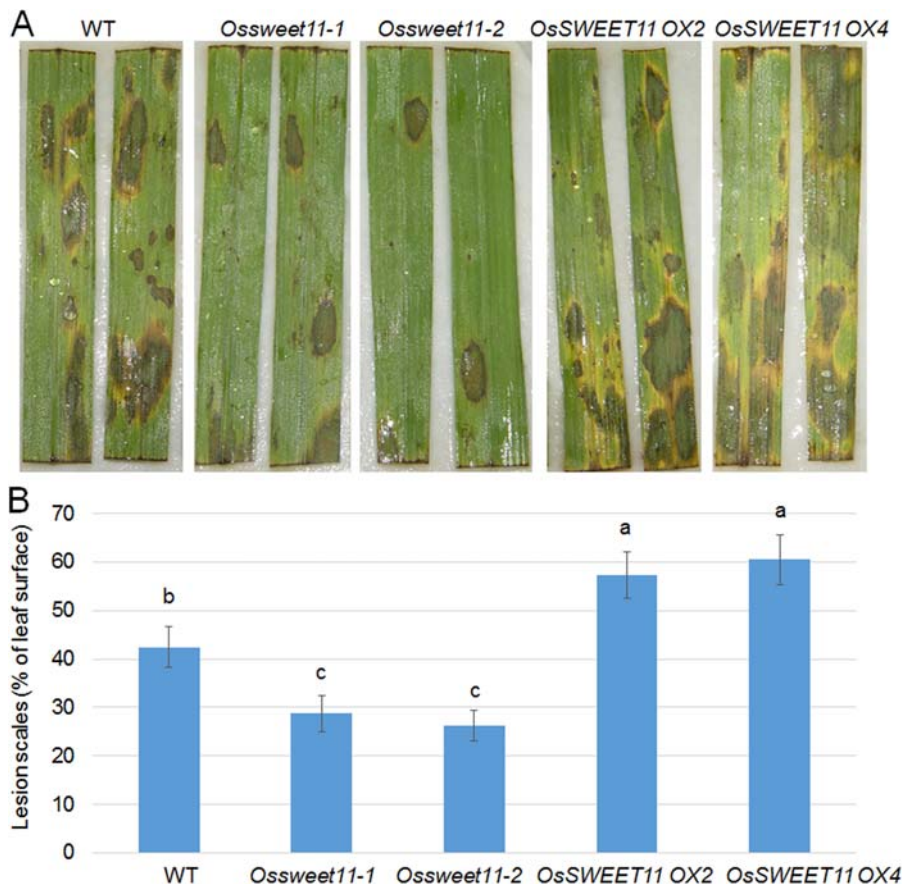 A WT Ossweet11-1 Ossweet11-2 OsSWEET11 OX2 OsSWEET11 OX4
B
Lesion scales (% of leaf surface)
70
60
50
40
30
20
10
0
b
c
c
a
a
WT Ossweet11-1 Ossweet11-2 OsSWEET11 OX2 OsSWEET11 OX4